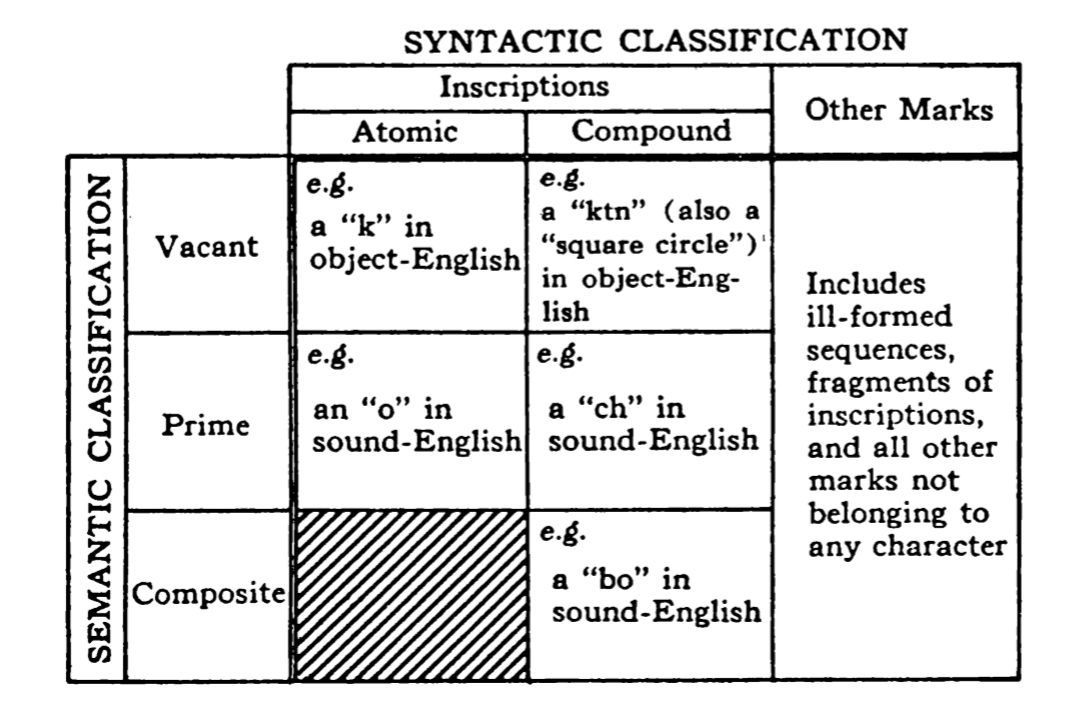 SYNTACTIC CLASSIFICATION
Inscriptions
Other Marks
Atomic
Compound
SEMANTIC CLASSIFICATION
Vacant
e.g.
a “k” in
object-English
e.g.
a “ktn” (also a
“square circle”)
in object-Eng-
lish
Includes
ill-formed
sequences,
fragments of
inscriptions,
and all other
marks not
belonging to
any character
Prime
e.g.
an “o” in
sound-English
e.g.
a “ch” in
sound-English
Composite
e.g.
a “bo” in
sound-English